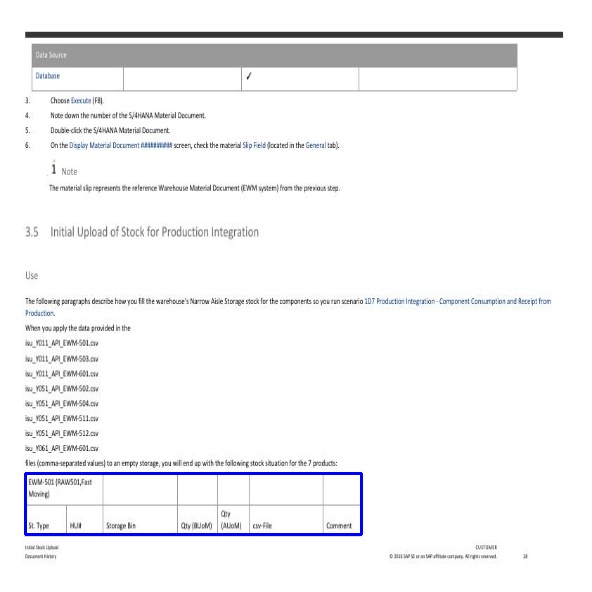 Data Source
Database ✓
3. Choose Execute (F8).
4. Note down the number of the S/4HANA Material Document.
5. Double-click the S/4HANA Material Document.
6. On the Display Material Document ########## screen, check the material Slip Field (located in the General tab).
i Note
The material slip represents the reference Warehouse Material Document (EWM system) from the previous step.
3.5 Initial Upload of Stock for Production Integration
Use
The following paragraphs describe how you fill the warehouse's Narrow Aisle Storage stock for the components so you run scenario 1D7 Production Integration - Component Consumption and Receipt from
Production.
When you apply the data provided in the
isu_Y011_API_EWM-501.csv
isu_Y011_API_EWM-503.csv
isu_Y011_API_EWM-601.csv
isu_Y051_API_EWM-502.csv
isu_Y051_API_EWM-504.csv
isu_Y051_API_EWM-511.csv
isu_Y051_API_EWM-512.csv
isu_Y061_API_EWM-601.csv
files (comma-separated values) to an empty storage, you will end up with the following stock situation for the 7 products:
EWM-501 (RAW501,Fast
Moving)
St. Type HU# Storage Bin Qty (BUoM) Qty (AUoM) csv-File Comment
Initial Stock Upload CUSTOMER
Document History © 2016 SAP SE or an SAP affiliate company. All rights reserved. 28